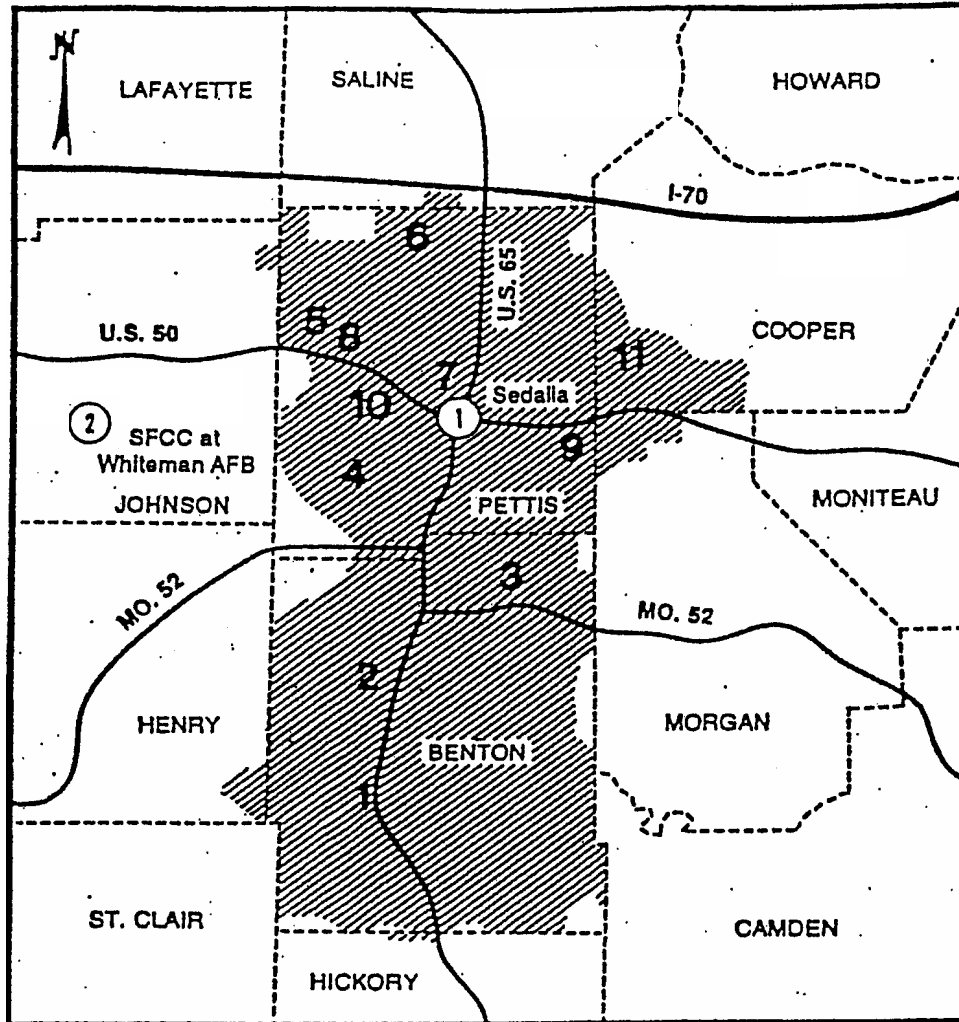 N
LAFAYETTE
SALINE
HOWARD
I-70
6
U.S. 65
U.S. 50
5
8
COOPER
11
7
10
Sedalia
1
2
SFCC at
Whiteman AFB
9
4
JOHNSON
PETTIS
MONITEAU
MO. 52
3
MO. 52
2
HENRY
MORGAN
BENTON
1
ST. CLAIR
CAMDEN
HICKORY